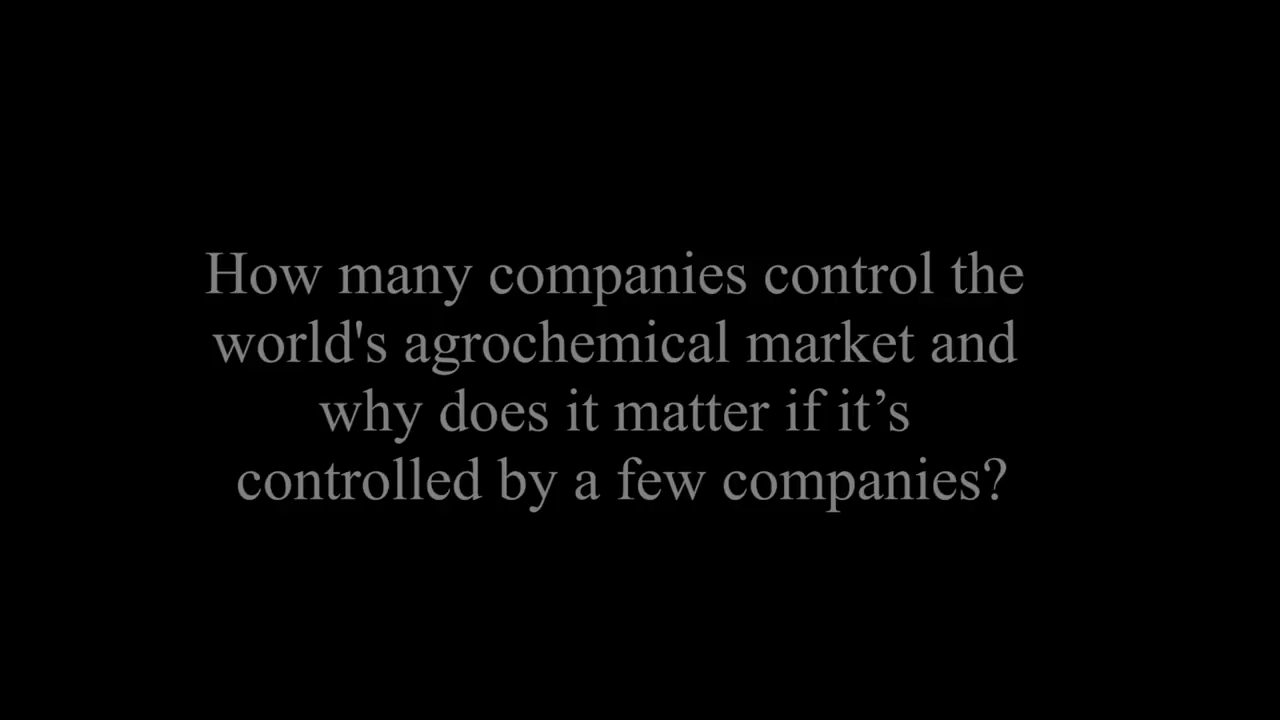 How many companies control the
world's agrochemical market and
why does it matter if it’s
controlled by a few companies?